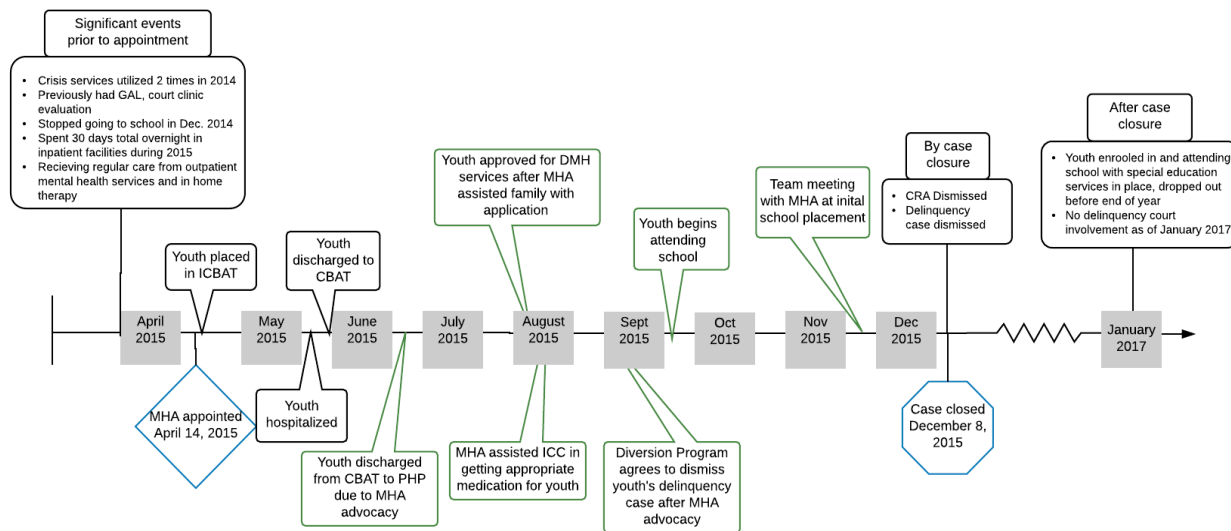 Significant events
prior to appointment
• Crisis services utilized 2 times in 2014
• Previously had GAL, court clinic
evaluation
• Stopped going to school in Dec. 2014
• Spent 30 days total overnight in
inpatient facilities during 2015
• Recieving regular care from outpatient
mental health services and in home
therapy
Youth placed
in ICBAT
Youth
discharged to
CBAT
Youth approved for DMH
services after MHA
assisted family with
application
Youth begins
attending
school
Team meeting
with MHA at inital
school placement
By case
closure
• CRA Dismissed
• Delinquency
case dismissed
After case
closure
• Youth enrooled in and attending
school with special education
services in place, dropped out
before end of year
• No delinquency court
involvement as of January 2017
April
2015
May
2015
June
2015
July
2015
August
2015
Sept
2015
Oct
2015
Nov
2015
Dec
2015
January
2017
MHA appointed
April 14, 2015
Youth
hospitalized
Youth discharged
from CBAT to PHP
due to MHA
advocacy
MHA assisted ICC in
getting appropriate
medication for youth
Diversion Program
agrees to dismiss
youth's delinquency
case after MHA
advocacy
Case closed
December 8,
2015